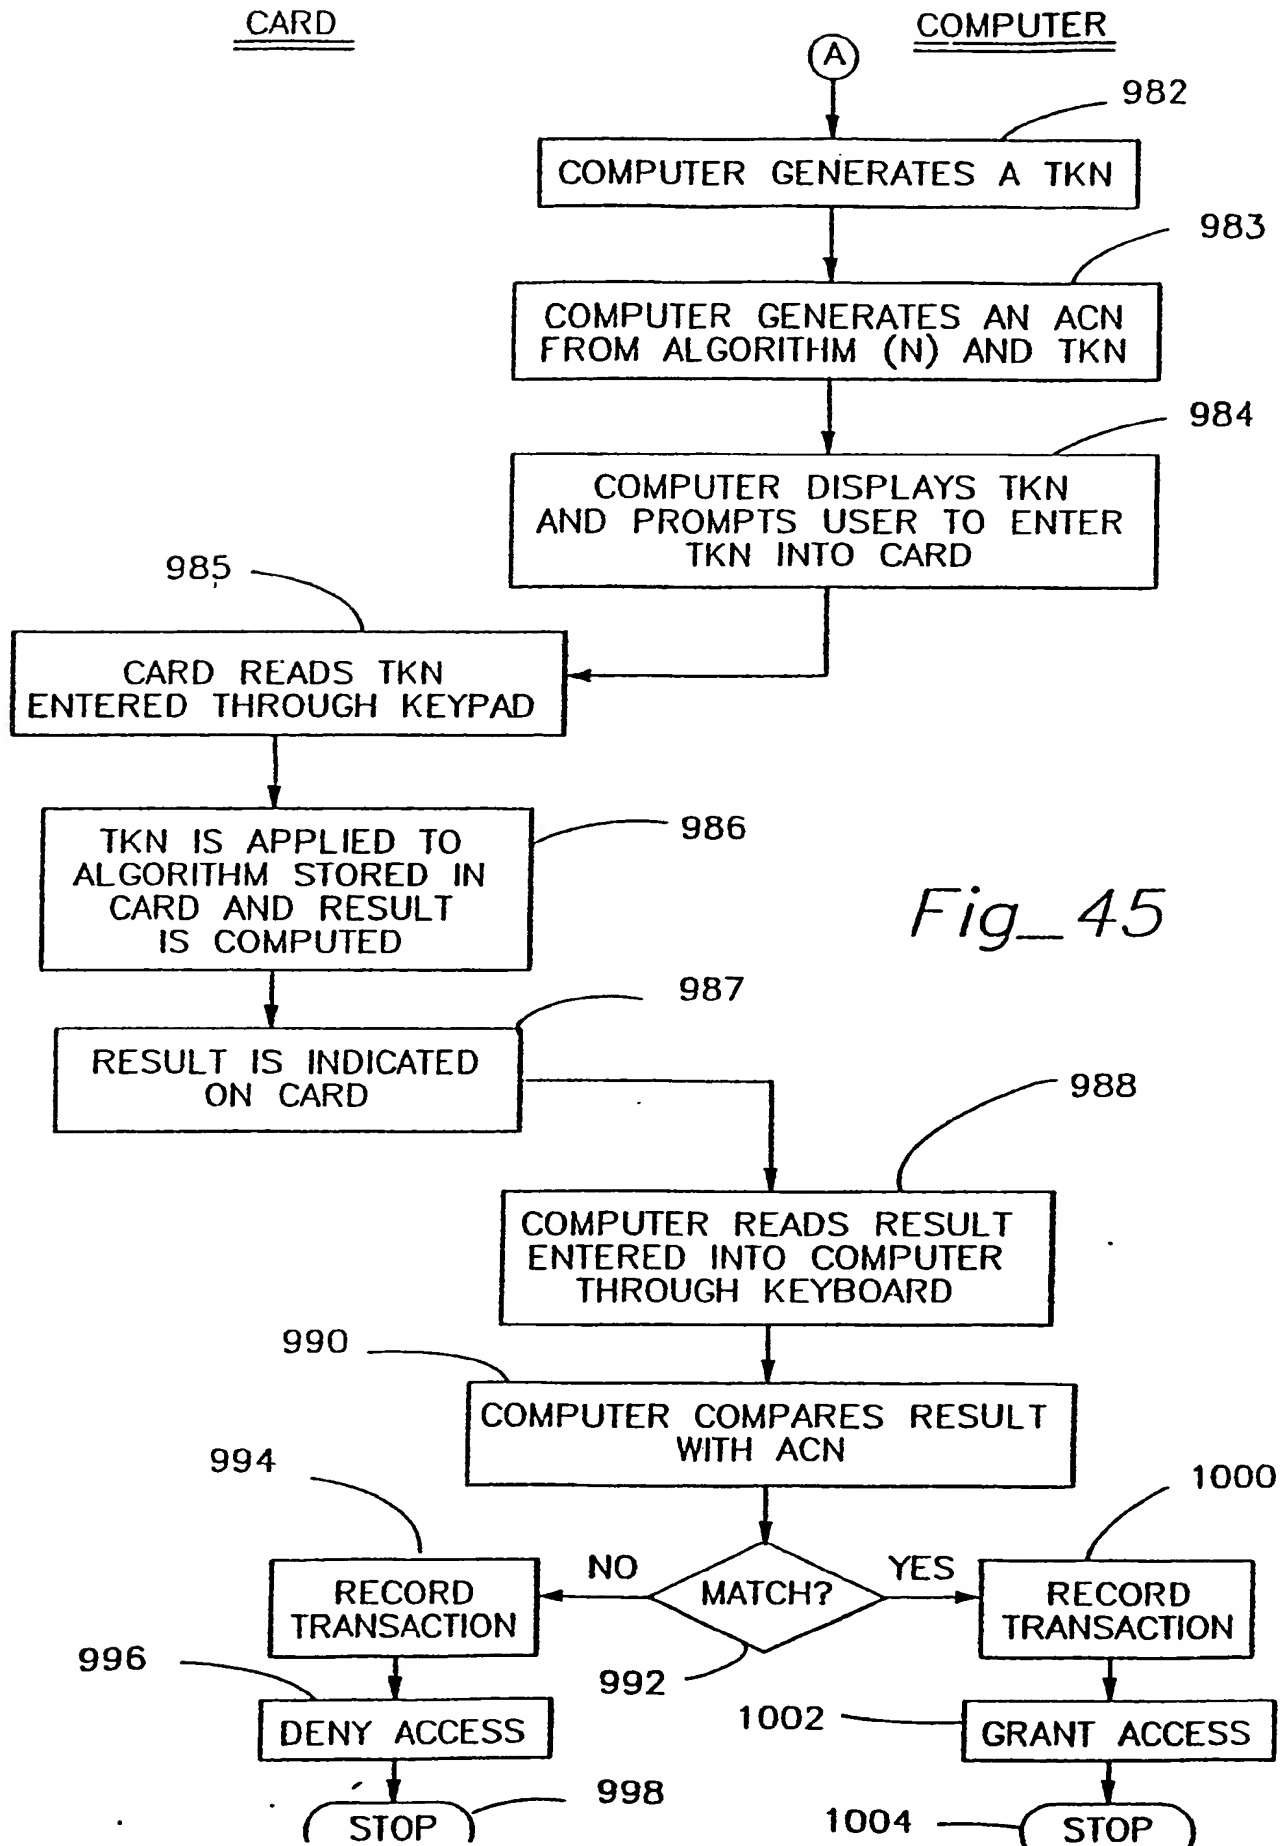 CARD
COMPUTER
A
982
COMPUTER GENERATES A TKN
983
COMPUTER GENERATES AN ACN
FROM ALGORITHM (N) AND TKN
984
COMPUTER DISPLAYS TKN
AND PROMPTS USER TO ENTER
TKN INTO CARD
985
CARD READS TKN
ENTERED THROUGH KEYPAD
986
TKN IS APPLIED TO
ALGORITHM STORED IN
CARD AND RESULT
IS COMPUTED
Fig_45
987
RESULT IS INDICATED
ON CARD
988
COMPUTER READS RESULT
ENTERED INTO COMPUTER
THROUGH KEYBOARD
990
COMPUTER COMPARES RESULT
WITH ACN
994
1000
NO
MATCH?
YES
RECORD
TRANSACTION
RECORD
TRANSACTION
992
996
DENY ACCESS
1002
GRANT ACCESS
998
STOP
1004
STOP